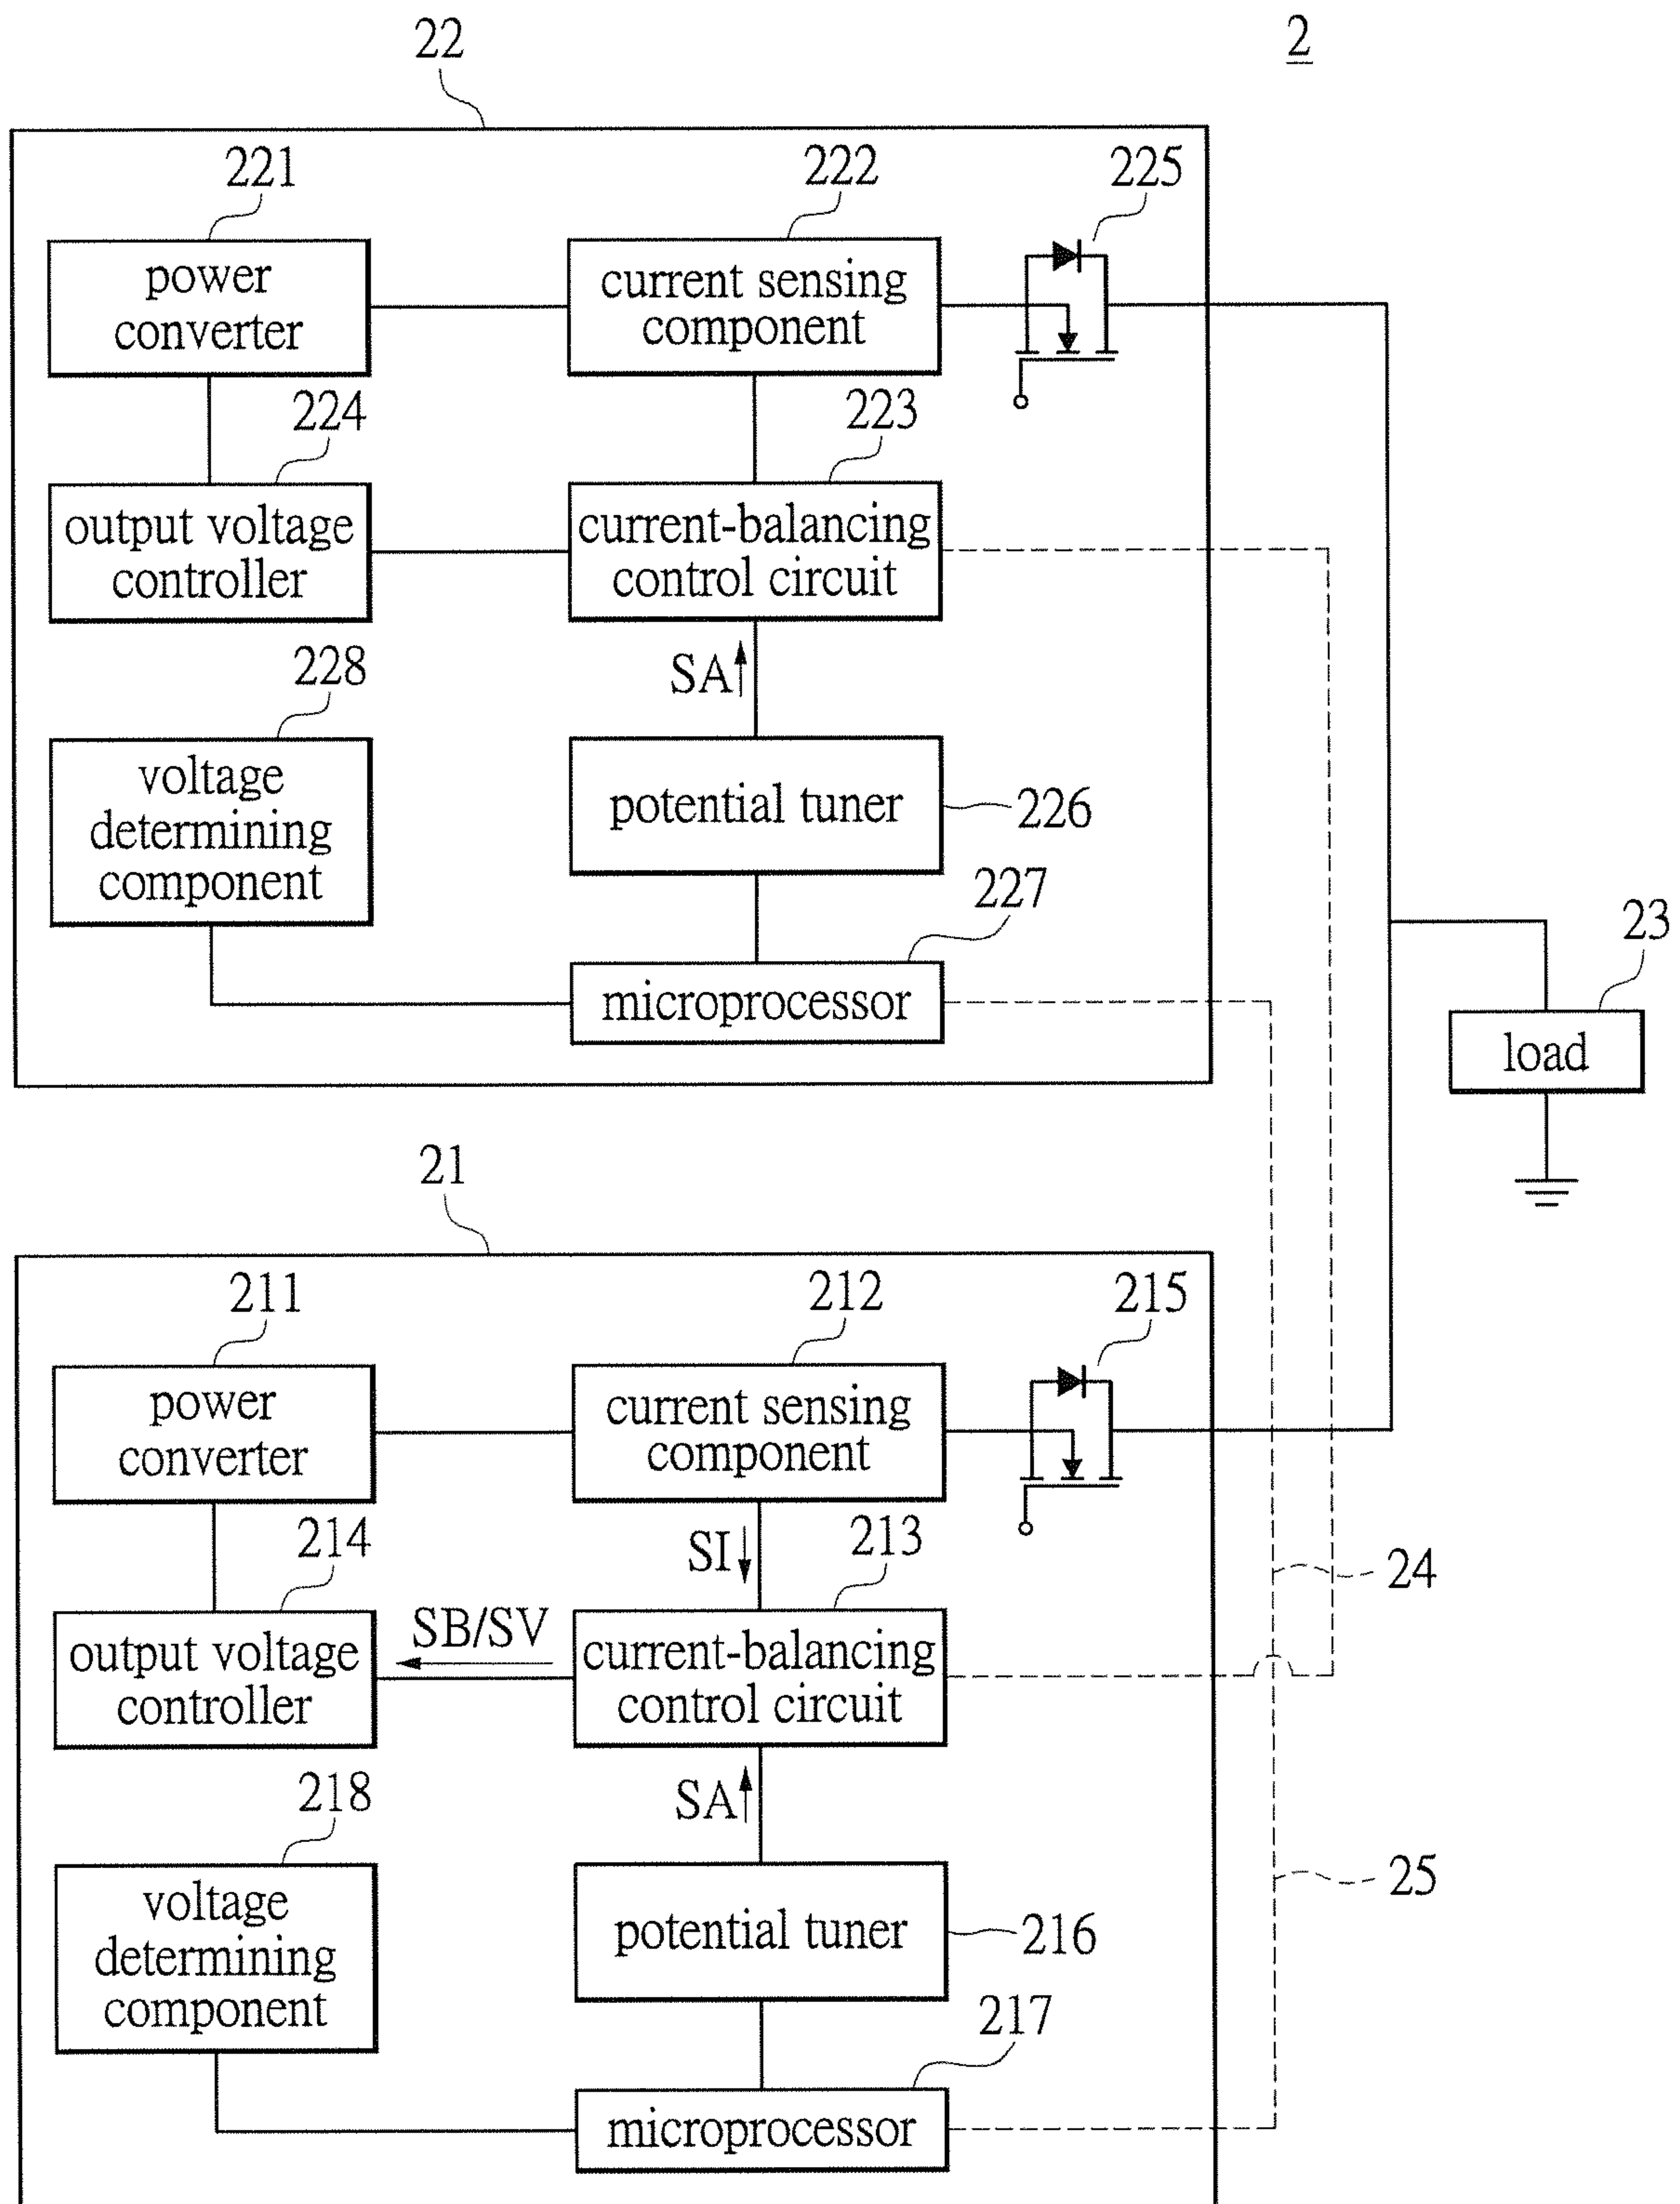 22
2
221
222
225
power
converter
current sensing
component
224
223
output voltage
controller
current-balancing
control circuit
228
SA
voltage
determining
component
potential tuner
226
227
microprocessor
23
load
21
211
212
215
power
converter
current sensing
component
214
SI
213
24
SB/SV
output voltage
controller
current-balancing
control circuit
218
SA
25
voltage
determining
component
potential tuner
216
217
microprocessor